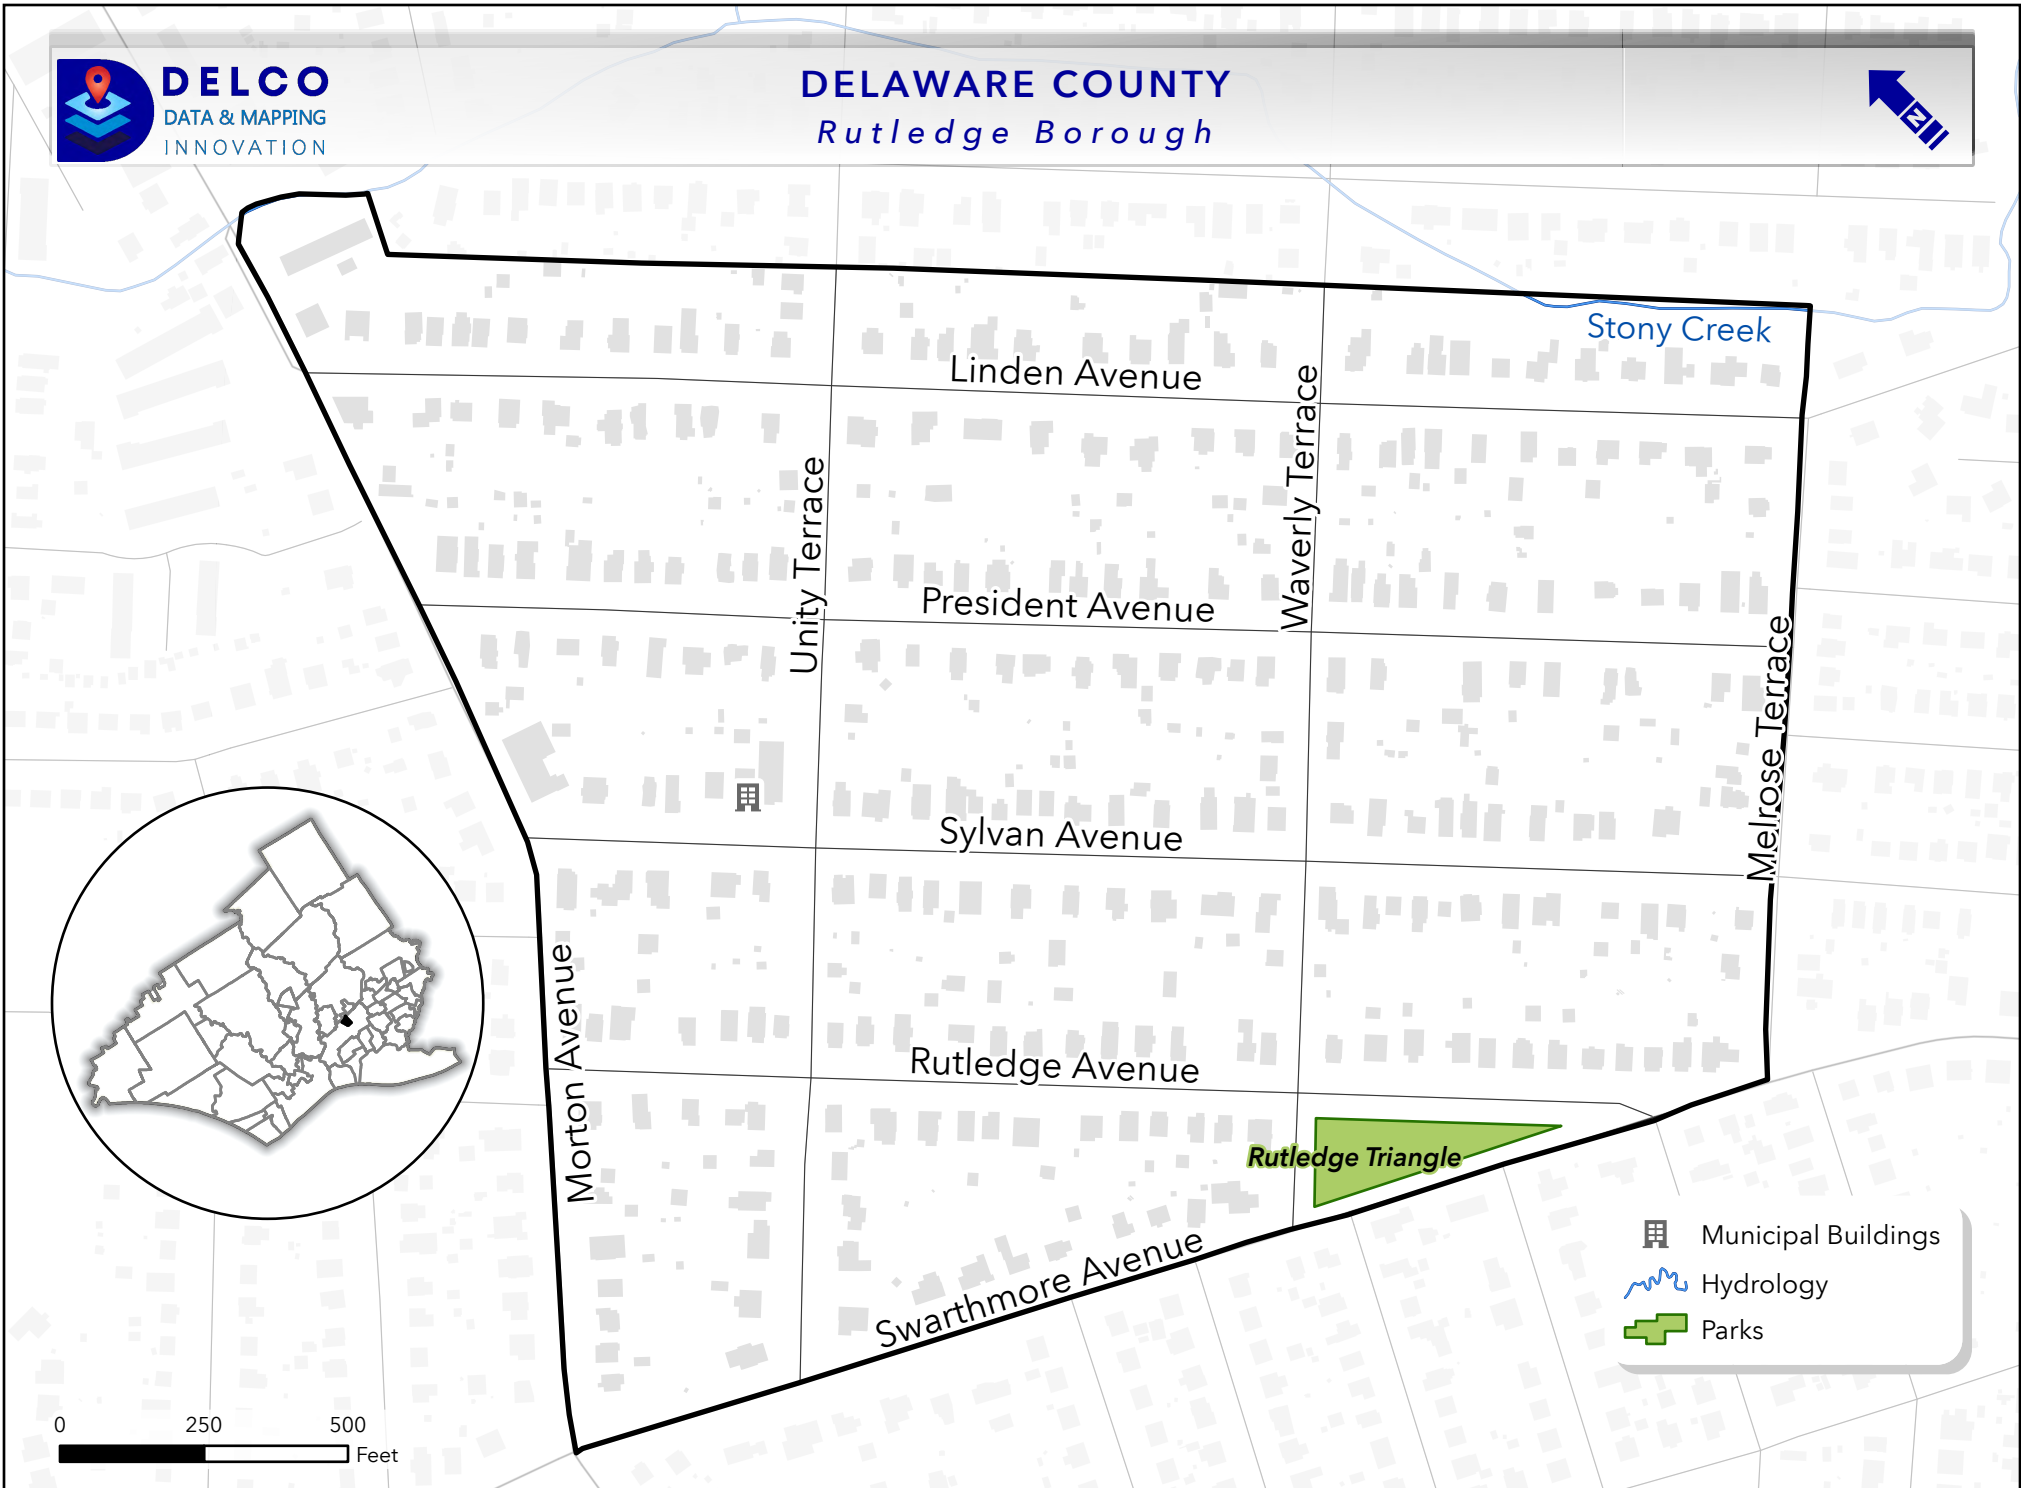 DELCO
DATA & MAPPING
INNOVATION
DELAWARE COUNTY
Rutledge Borough
N
Stony Creek
Linden Avenue
Waverly Terrace
Unity Terrace
President Avenue
Melrose Terrace
Sylvan Avenue
Morton Avenue
Rutledge Avenue
Rutledge Triangle
Swarthmore Avenue
Municipal Buildings
Hydrology
Parks
0 250 500
Feet